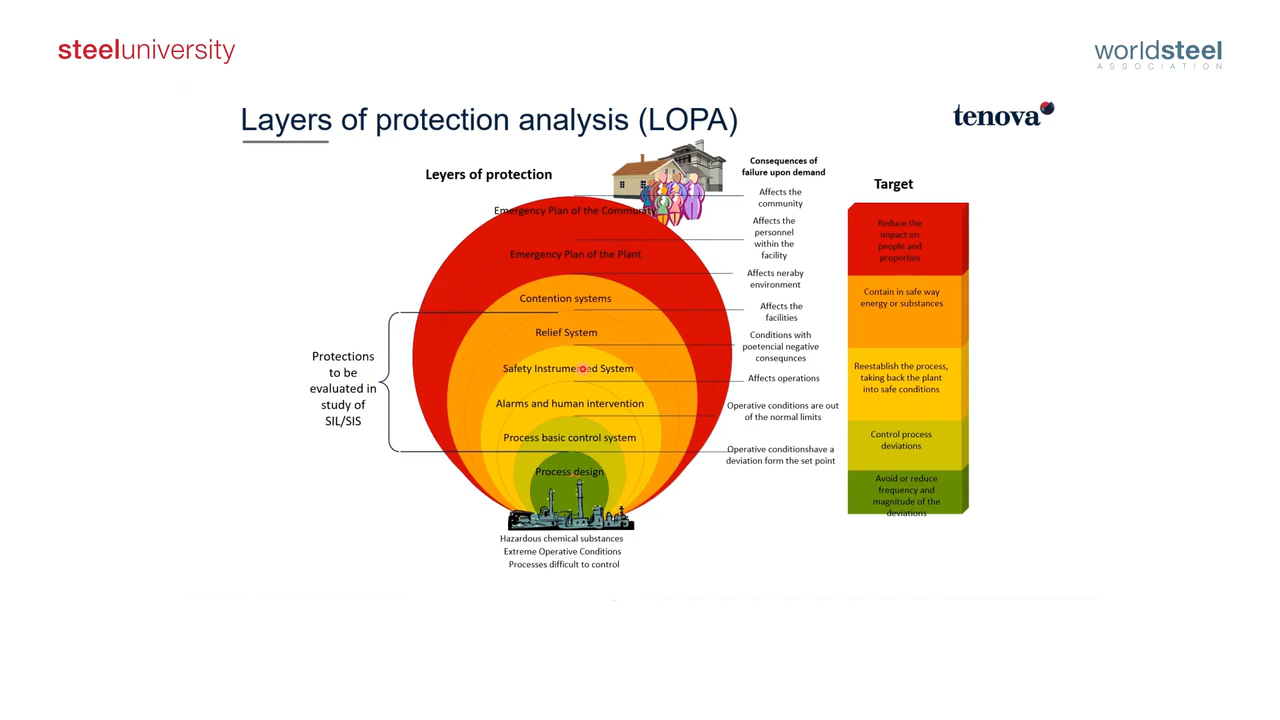 steeluniversity
worldsteel
ASSOCIATION
Layers of protection analysis (LOPA)
tenova
Leyers of protection
Consequences of
failure upon demand
Target
Emergency Plan of the Community
Emergency Plan of the Plant
Contention systems
Relief System
Safety Instrumented System
Alarms and human intervention
Process basic control system
Process design
Protections
to be
evaluated in
study of
SIL/SIS
Affects the
community
Affects the
personnel
within the
facility
Affects neraby
environment
Affects the
facilities
Conditions with
poetencial negative
consequnces
Affects operations
Operative conditions are out
of the normal limits
Operative conditionshave a
deviation form the set point
Reduce the
impact on
people and
properties
Contain in safe way
energy or substances
Reestablish the process,
taking back the plant
into safe conditions
Control process
deviations
Avoid or reduce
frequency and
magnitude of the
deviations
Hazardous chemical substances
Extreme Operative Conditions
Processes difficult to control